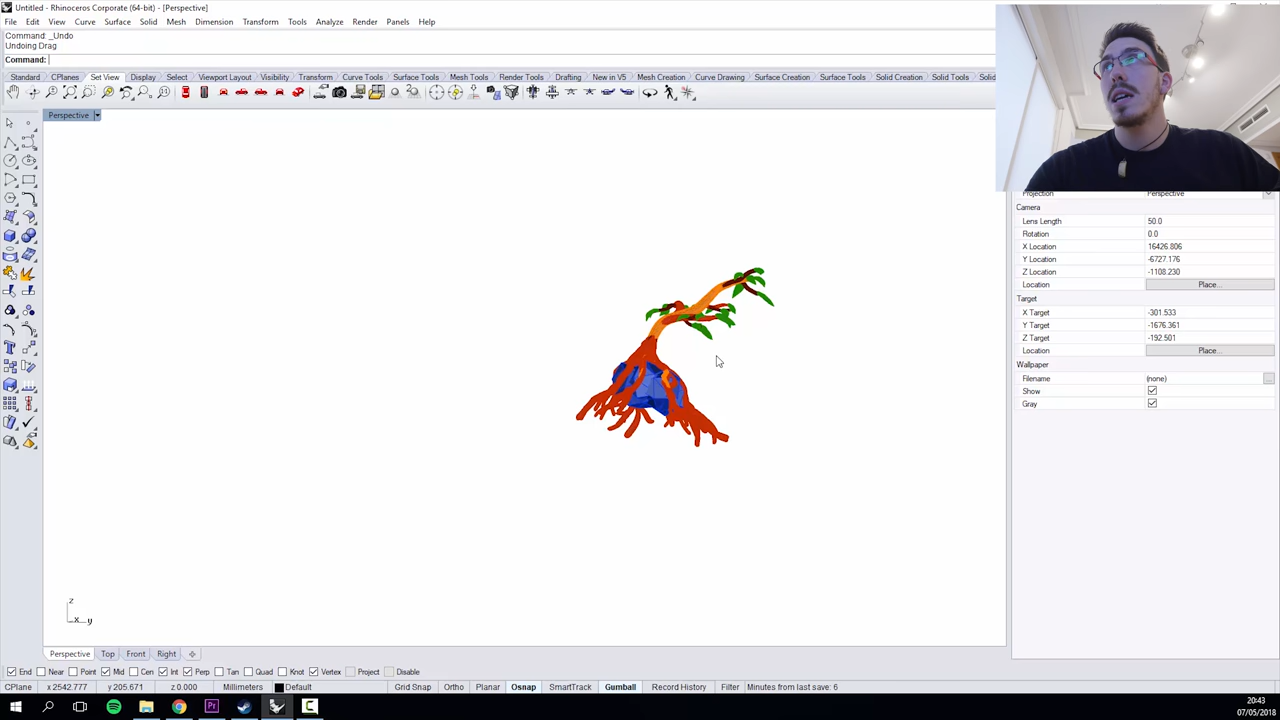 Untitled - Rhinoceros Corporate (64-bit) - [Perspective]
File Edit View Curve Surface Solid Mesh Dimension Transform Tools Analyze Render Panels Help
Command: _Undo
Undoing Drag
Command:
Standard CPlanes Set View Display Select Viewport Layout Visibility Transform Curve Tools Surface Tools Mesh Tools Render Tools Drafting New in V5 Mesh Creation Curve Drawing Surface Creation Surface Tools Solid Creation Solid Tools Solid
Perspective
Projection Perspective
Camera
Lens Length 50.0
Rotation 0.0
X Location 16426.806
Y Location -6727.176
Z Location -1108.230
Location Place...
Target
X Target -301.533
Y Target -1676.361
Z Target -192.501
Location Place...
Wallpaper
Filename (none) ...
Show
Gray
z
x y
Perspective Top Front Right
End Near Point Mid Cen Int Perp Tan Quad Knot Vertex Project Disable
CPlane x 2542.777 y 205.671 z 0.000 Millimeters Default Grid Snap Ortho Planar Osnap SmartTrack Gumball Record History Filter Minutes from last save: 6
20:43
07/05/2018